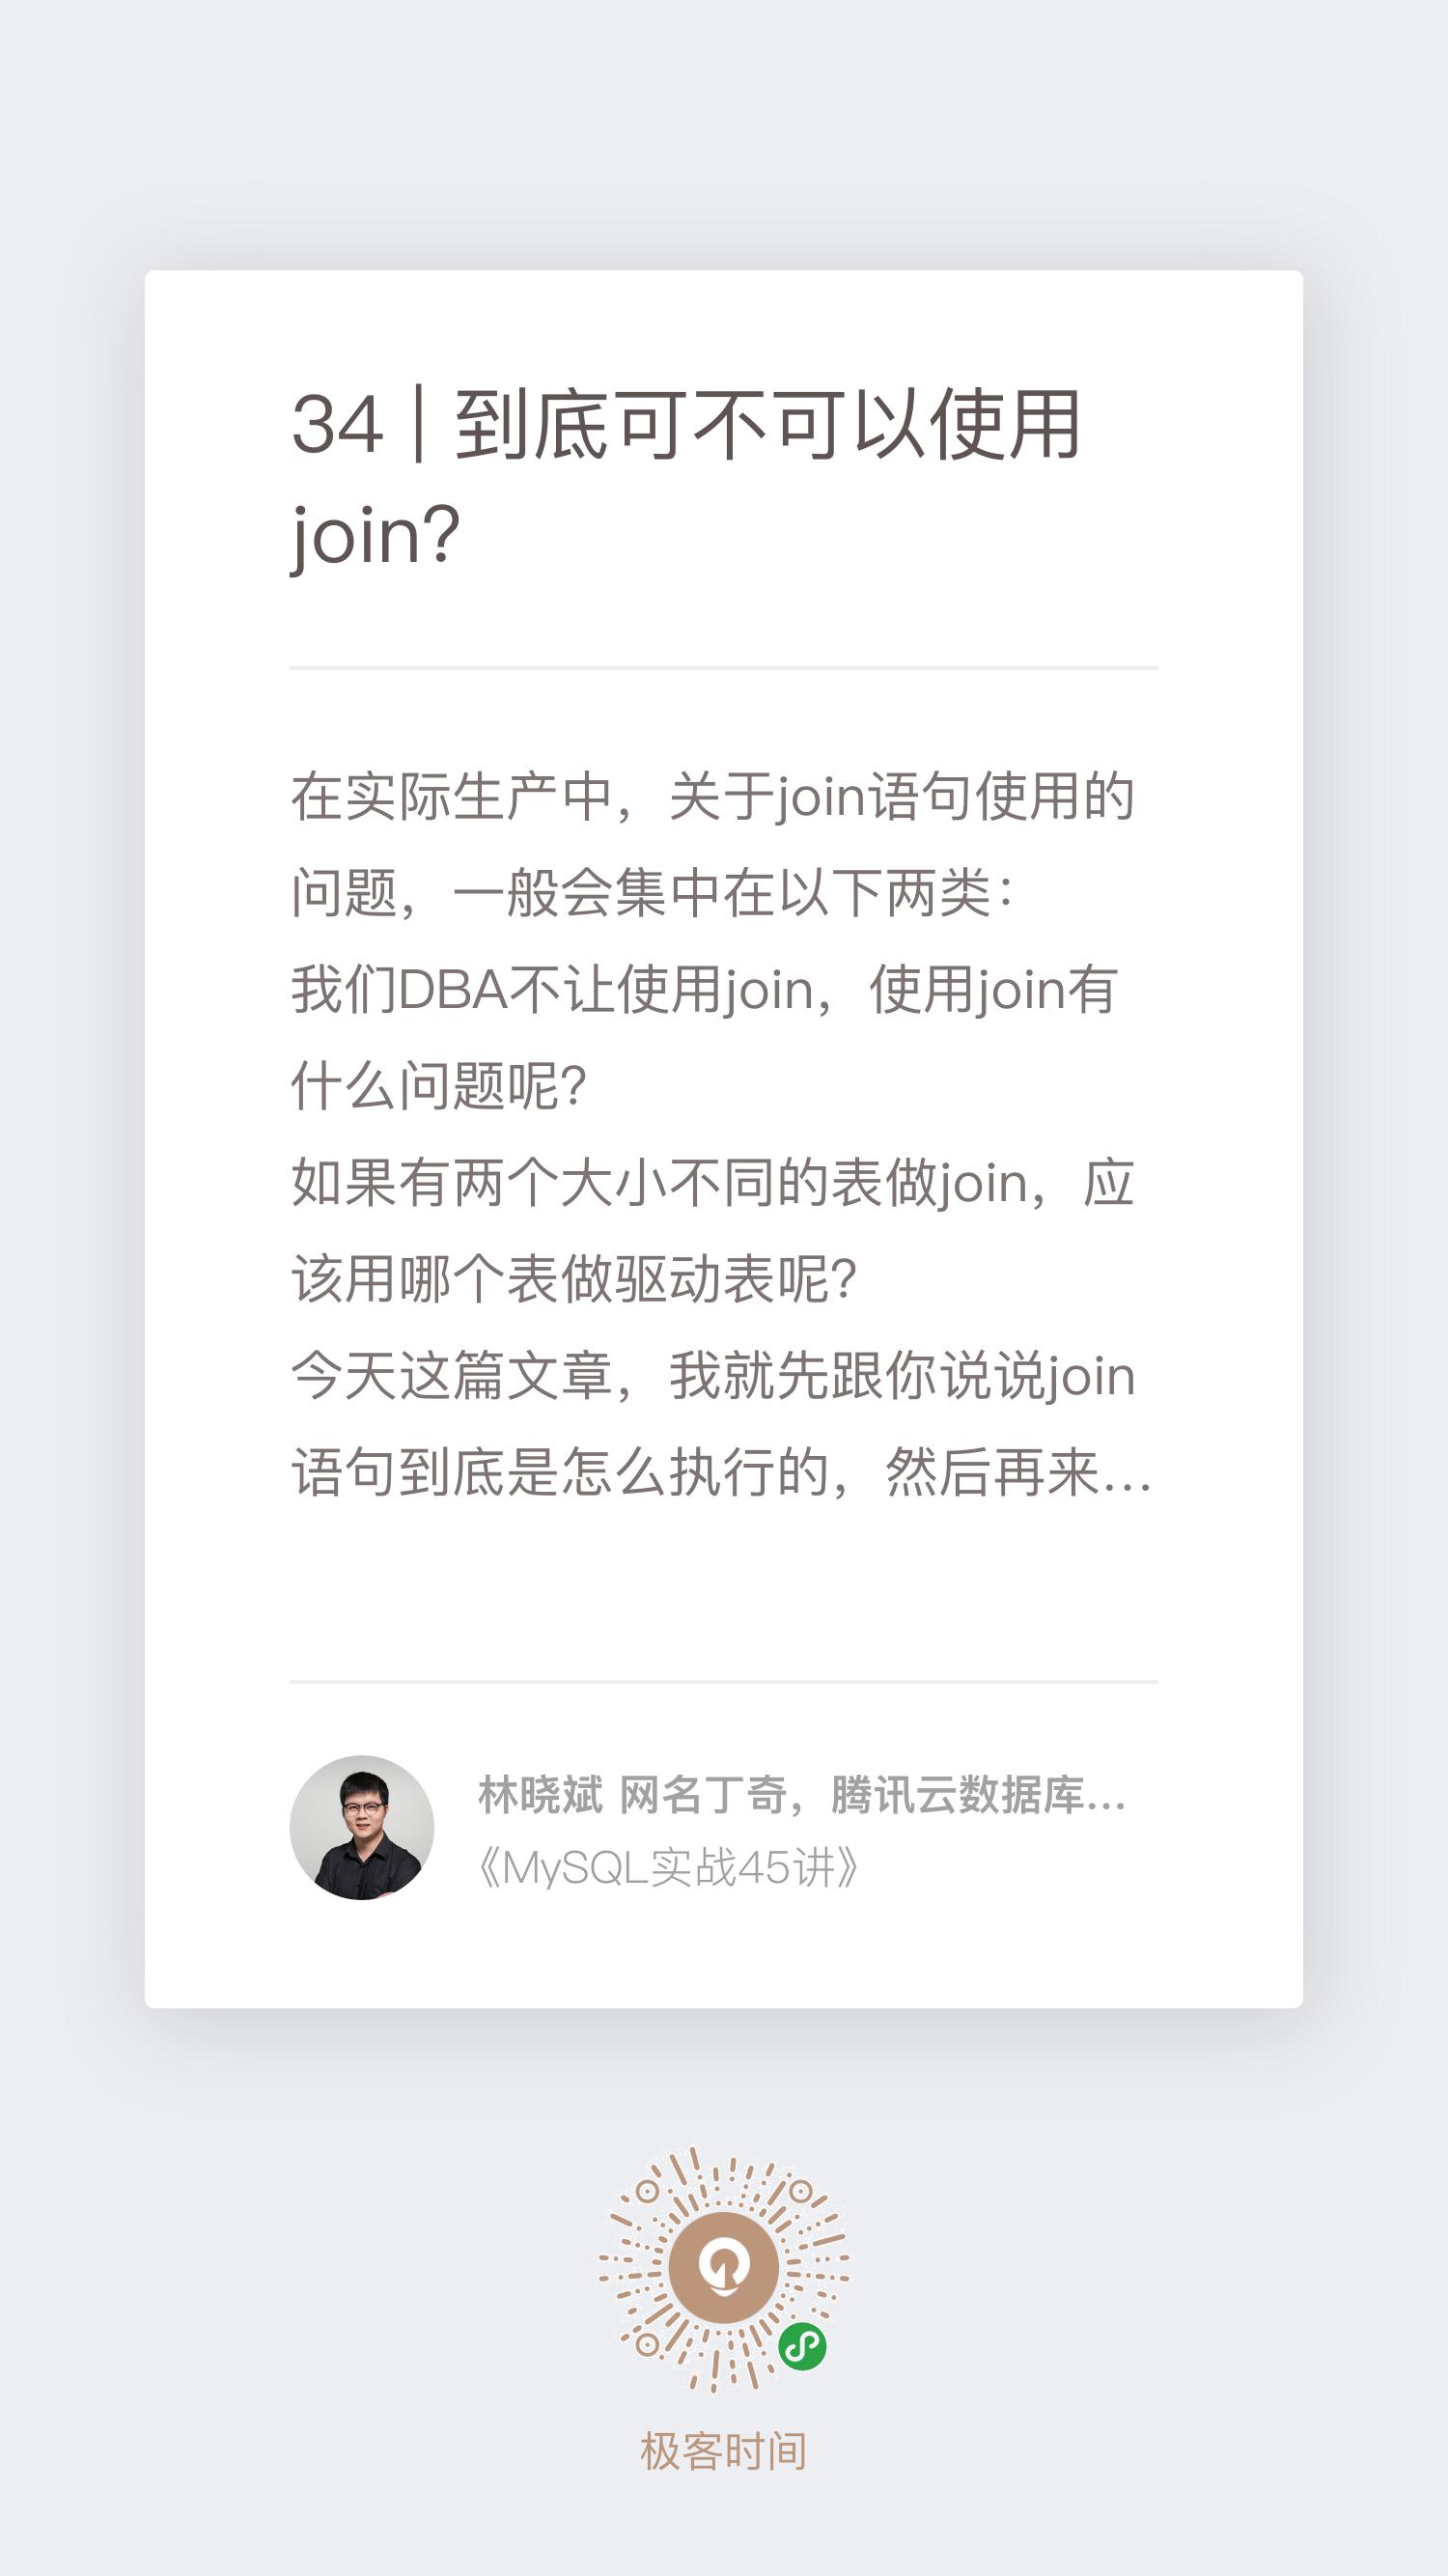 34 | 到底可不可以使用
join?
在实际生产中，关于join语句使用的
问题，一般会集中在以下两类：
我们DBA不让使用join，使用join有
什么问题呢?
如果有两个大小不同的表做join，应
该用哪个表做驱动表呢?
今天这篇文章，我就先跟你说说join
语句到底是怎么执行的，然后再来...
林晓斌 网名丁奇，腾讯云数据库...
《MySQL实战45讲》
极客时间